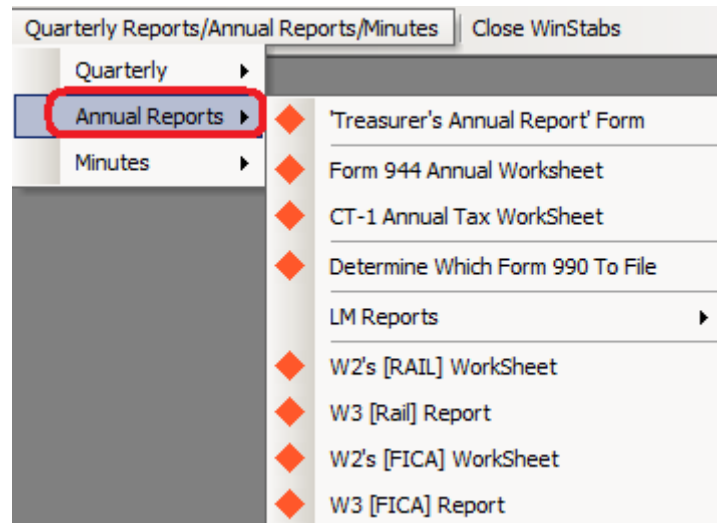 Quarterly Reports/Annual Reports/Minutes Close WinStabs
Quarterly
Annual Reports
Minutes
'Treasurer's Annual Report' Form
Form 944 Annual Worksheet
CT-1 Annual Tax WorkSheet
Determine Which Form 990 To File
LM Reports
W2's [RAIL] WorkSheet
W3 [Rail] Report
W2's [FICA] WorkSheet
W3 [FICA] Report